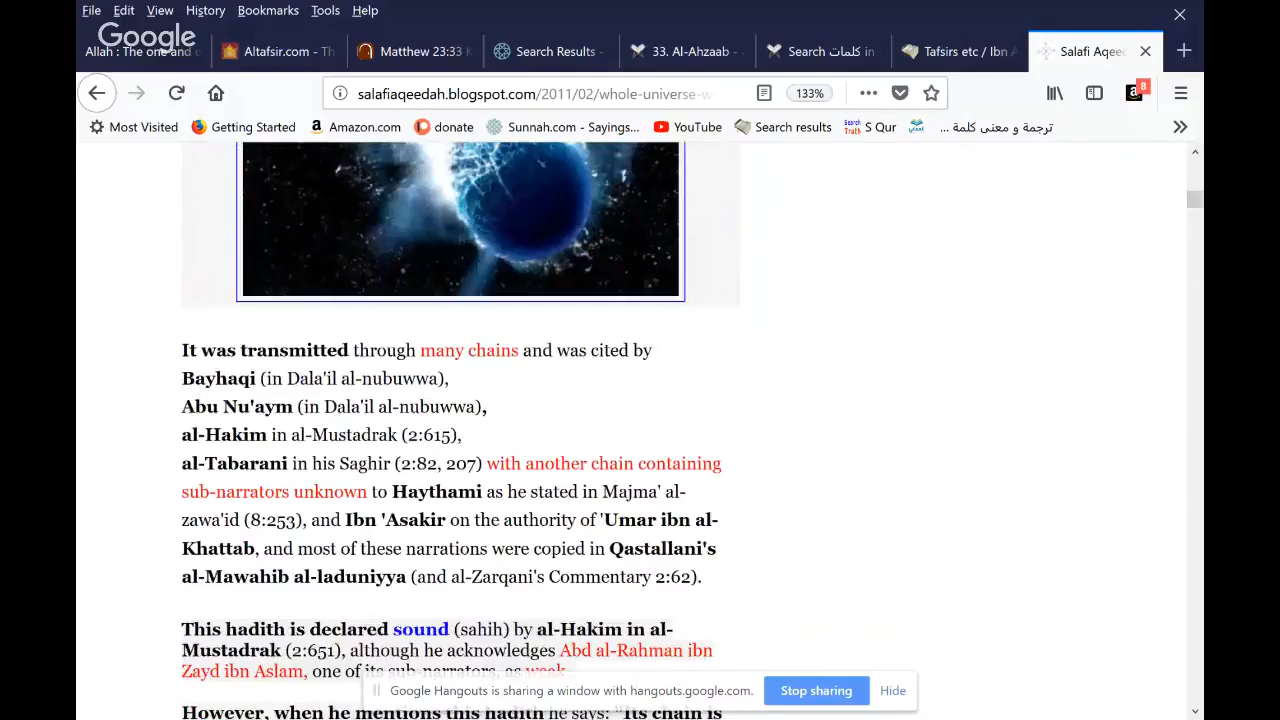 File Edit View History Bookmarks Tools Help
Google
Allah : The one and o
Altafsir.com - Th
Matthew 23:33 K
Search Results -
33. Al-Ahzaab -
Search كلمات in
Tafsirs etc / Ibn A
Salafi Aqee
salafiaqeedah.blogspot.com/2011/02/whole-universe-w
133%
8
Most Visited Getting Started Amazon.com donate Sunnah.com - Sayings,... YouTube Search results S Qur ترجمة و معنى كلمة ...
It was transmitted through many chains and was cited by
Bayhaqi (in Dala'il al-nubuwwa),
Abu Nu'aym (in Dala'il al-nubuwwa),
al-Hakim in al-Mustadrak (2:615),
al-Tabarani in his Saghir (2:82, 207) with another chain containing
sub-narrators unknown to Haythami as he stated in Majma' al-
zawa'id (8:253), and Ibn 'Asakir on the authority of 'Umar ibn al-
Khattab, and most of these narrations were copied in Qastallani's
al-Mawahib al-laduniyya (and al-Zarqani's Commentary 2:62).
This hadith is declared sound (sahih) by al-Hakim in al-
Mustadrak (2:651), although he acknowledges Abd al-Rahman ibn
Zayd ibn Aslam, one of its sub-narrators, as weak
Google Hangouts is sharing a window with hangouts.google.com. Stop sharing Hide
However, when he mentions this hadith he says: "Its chain is